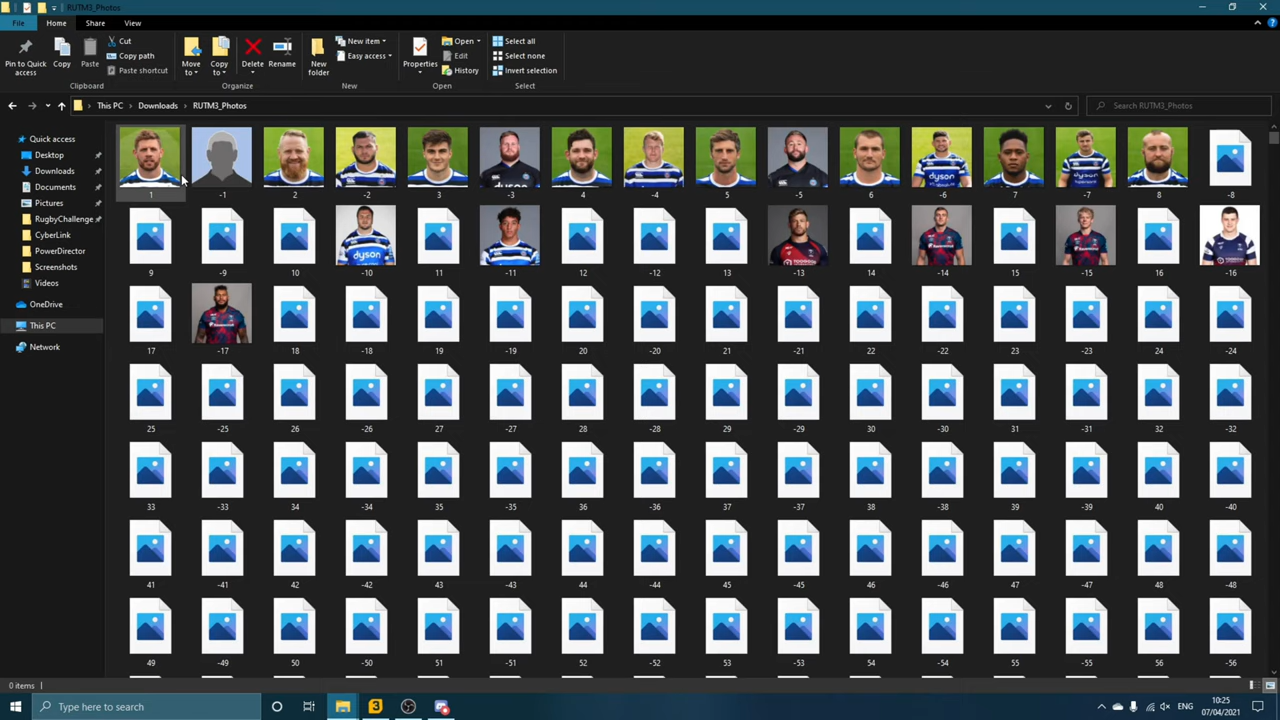 RUTM3_Photos
File Home Share View
Pin to Quick access
Copy
Paste
Cut
Copy path
Paste shortcut
Clipboard
Move to
Copy to
Delete
Rename
Organize
New folder
New item
Easy access
New
Properties
Open
Edit
History
Open
Select all
Select none
Invert selection
Select
This PC Downloads RUTM3_Photos
Search RUTM3_Photos
Quick access
Desktop
Downloads
Documents
Pictures
RugbyChallenge
CyberLink
PowerDirector
Screenshots
Videos
OneDrive
This PC
Network
dyson
1 -1 2 -2 3 -3 4 -4 5 -5 6 -6 7 -7 8 -8
dyson
9 -9 10 -10 11 -11 12 -12 13 -13 14 -14 15 -15 16 -16
17 -17 18 -18 19 -19 20 -20 21 -21 22 -22 23 -23 24 -24
25 -25 26 -26 27 -27 28 -28 29 -29 30 -30 31 -31 32 -32
33 -33 34 -34 35 -35 36 -36 37 -37 38 -38 39 -39 40 -40
41 -41 42 -42 43 -43 44 -44 45 -45 46 -46 47 -47 48 -48
49 -49 50 -50 51 -51 52 -52 53 -53 54 -54 55 -55 56 -56
0 items
Type here to search
3
ENG
10:25
07/04/2021